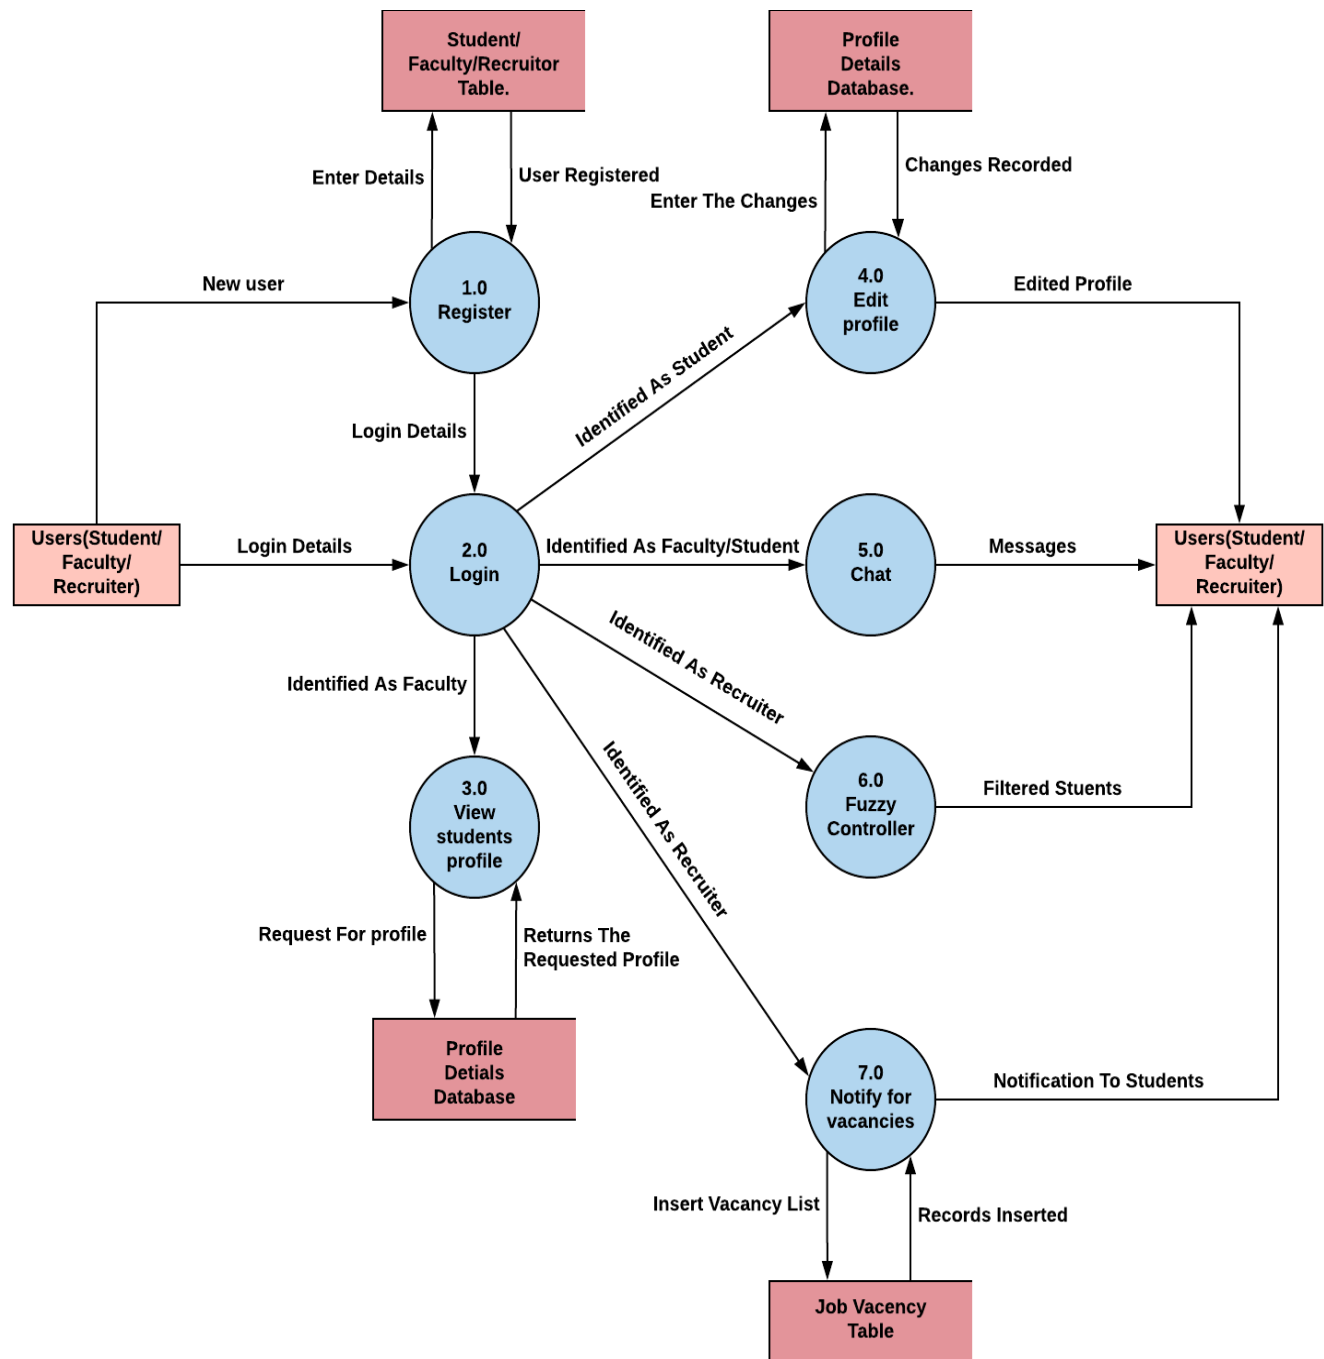 Student/
Faculty/Recruitor
Table.
Profile
Details
Database.
Enter Details
User Registered
Enter The Changes
Changes Recorded
New user
1.0
Register
4.0
Edit
profile
Edited Profile
Identified As Student
Login Details
Users(Student/
Faculty/
Recruiter)
Login Details
2.0
Login
Identified As Faculty/Student
5.0
Chat
Messages
Users(Student/
Faculty/
Recruiter)
Identified As Faculty
Identified As Recruiter
Identified As Recruiter
3.0
View
students
profile
6.0
Fuzzy
Controller
Filtered Stuents
Request For profile
Returns The
Requested Profile
Profile
Detials
Database
7.0
Notify for
vacancies
Notification To Students
Insert Vacancy List
Records Inserted
Job Vacency
Table